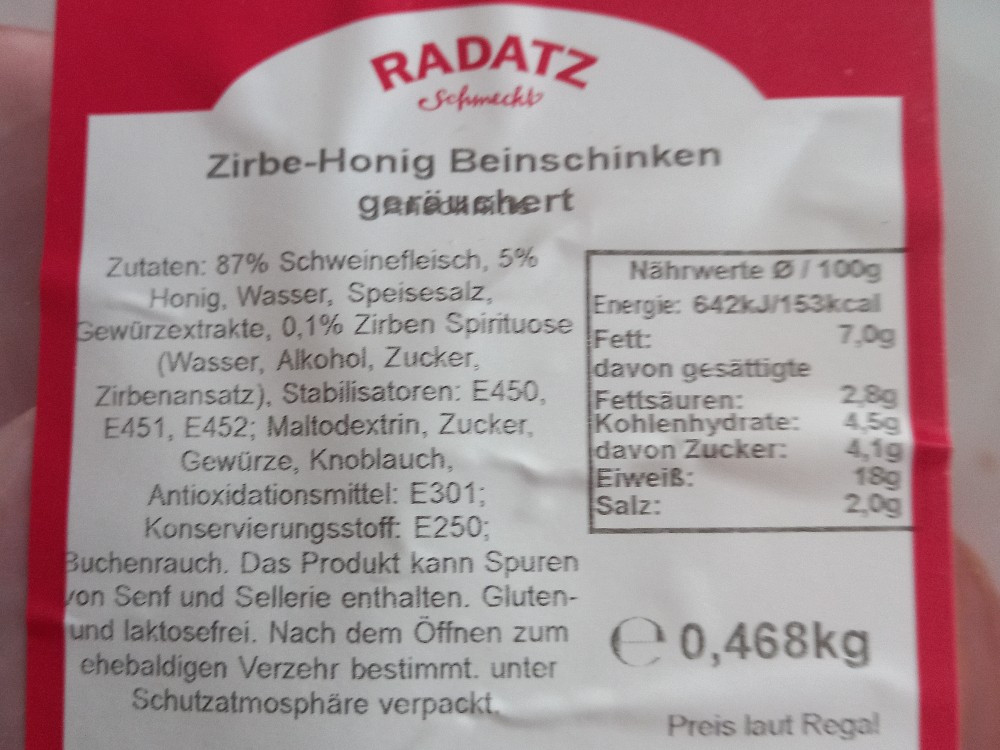 RADATZ
Schmeckt
Zirbe-Honig Beinschinken
geräuchert
Zutaten: 87% Schweinefleisch, 5%
Honig, Wasser, Speisesalz,
Gewürzextrakte, 0,1% Zirben Spirituose
(Wasser, Alkohol, Zucker,
Zirbenansatz), Stabilisatoren: E450,
E451, E452; Maltodextrin, Zucker,
Gewürze, Knoblauch,
Antioxidationsmittel: E301;
Konservierungsstoff: E250;
Buchenrauch. Das Produkt kann Spuren
von Senf und Sellerie enthalten. Gluten-
und laktosefrei. Nach dem Öffnen zum
ehebaldigen Verzehr bestimmt. unter
Schutzatmosphäre verpackt.
Nährwerte Ø / 100g
Energie: 642kJ/153kcal
Fett: 7,0g
davon gesättigte
Fettsäuren: 2,8g
Kohlenhydrate: 4,5g
davon Zucker: 4,1g
Eiweiß: 18g
Salz: 2,0g
℮ 0,468kg
Preis laut Regal